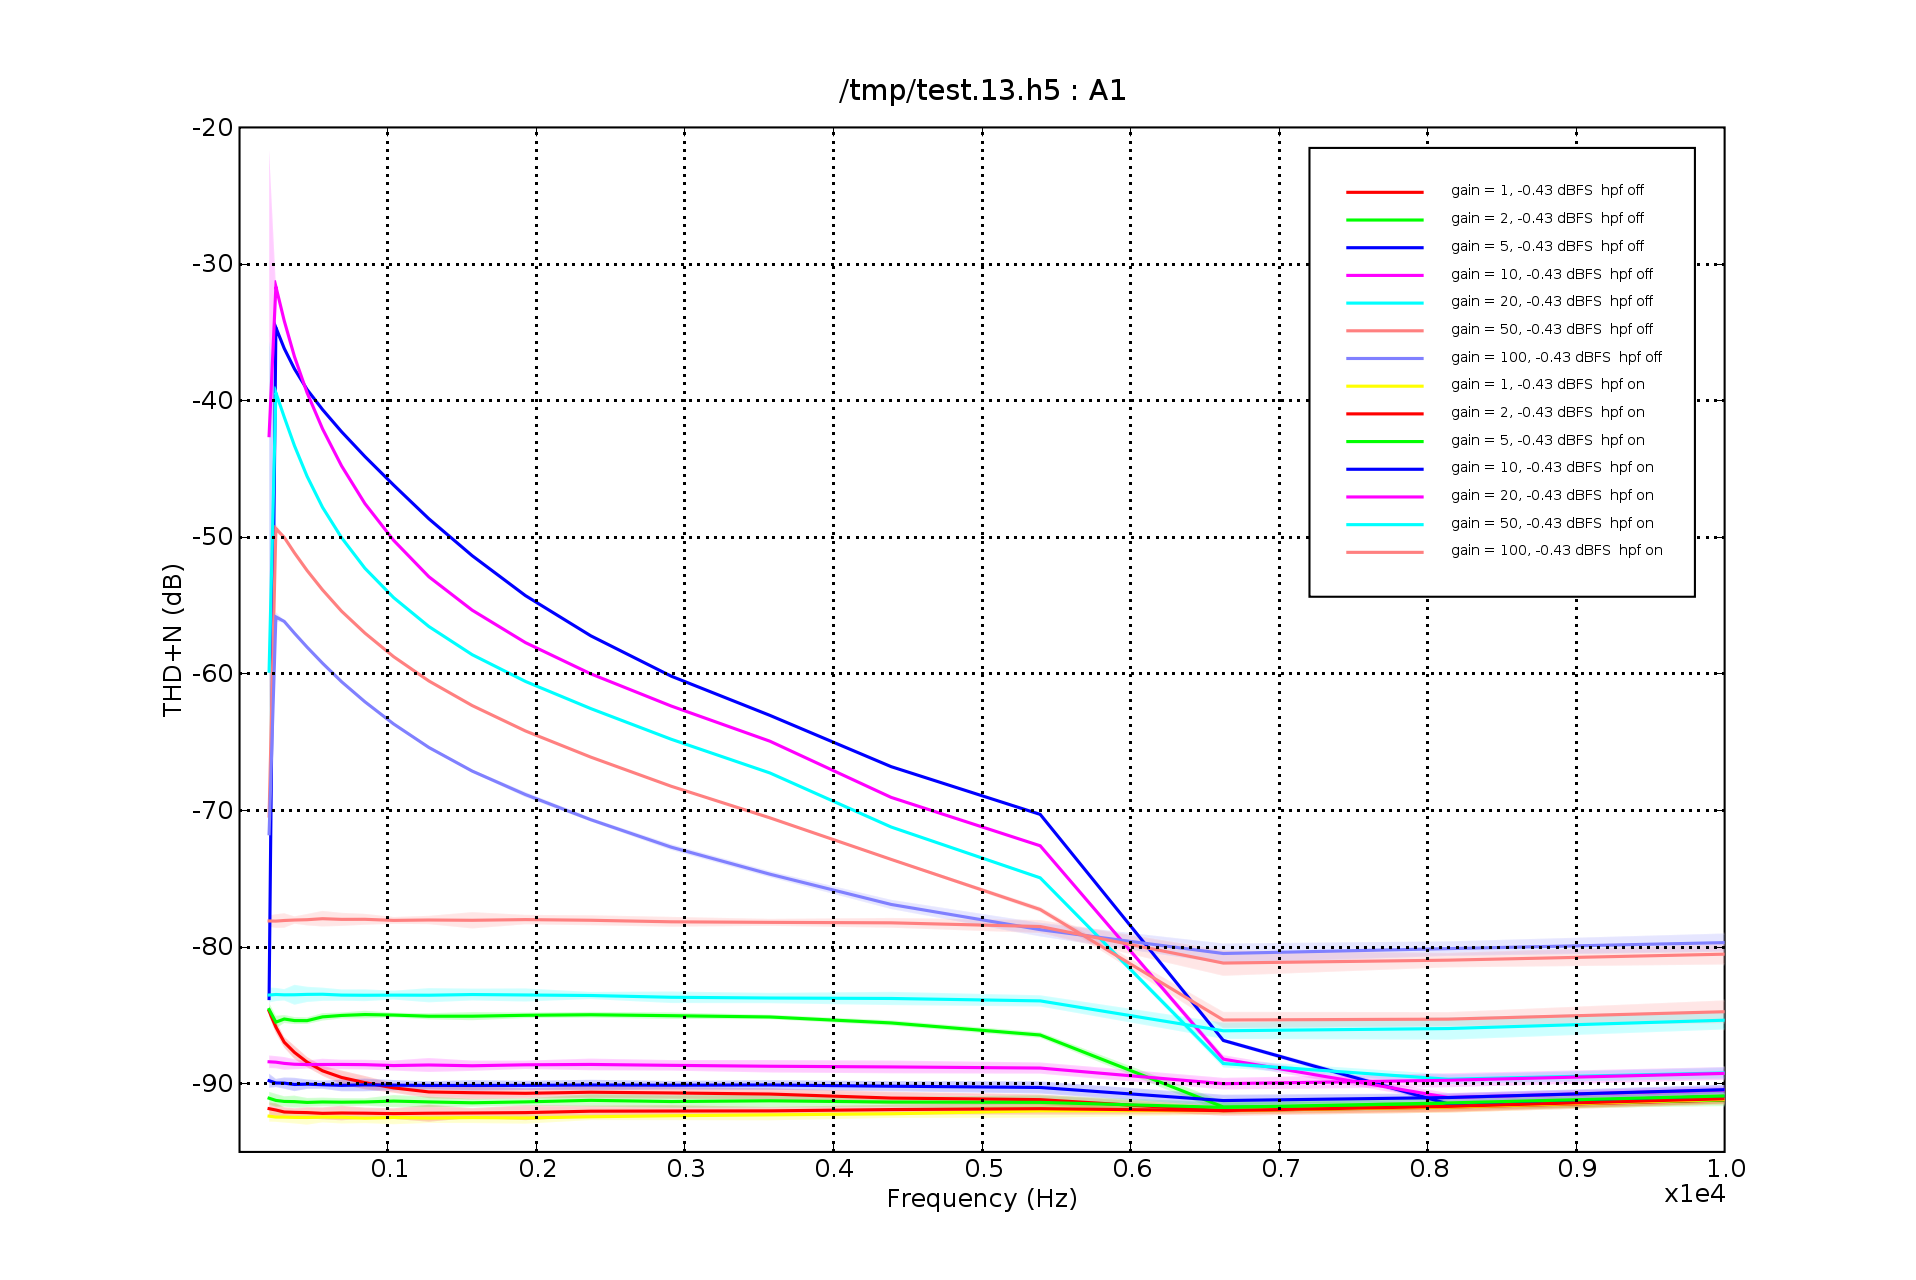 /tmp/test.13.h5 : A1
-20
-30
-40
-50
-60
-70
-80
-90
THD+N (dB)
gain = 1, -0.43 dBFS  hpf off
gain = 2, -0.43 dBFS  hpf off
gain = 5, -0.43 dBFS  hpf off
gain = 10, -0.43 dBFS  hpf off
gain = 20, -0.43 dBFS  hpf off
gain = 50, -0.43 dBFS  hpf off
gain = 100, -0.43 dBFS  hpf off
gain = 1, -0.43 dBFS  hpf on
gain = 2, -0.43 dBFS  hpf on
gain = 5, -0.43 dBFS  hpf on
gain = 10, -0.43 dBFS  hpf on
gain = 20, -0.43 dBFS  hpf on
gain = 50, -0.43 dBFS  hpf on
gain = 100, -0.43 dBFS  hpf on
0.1 0.2 0.3 0.4 0.5 0.6 0.7 0.8 0.9 1.0
x1e4
Frequency (Hz)